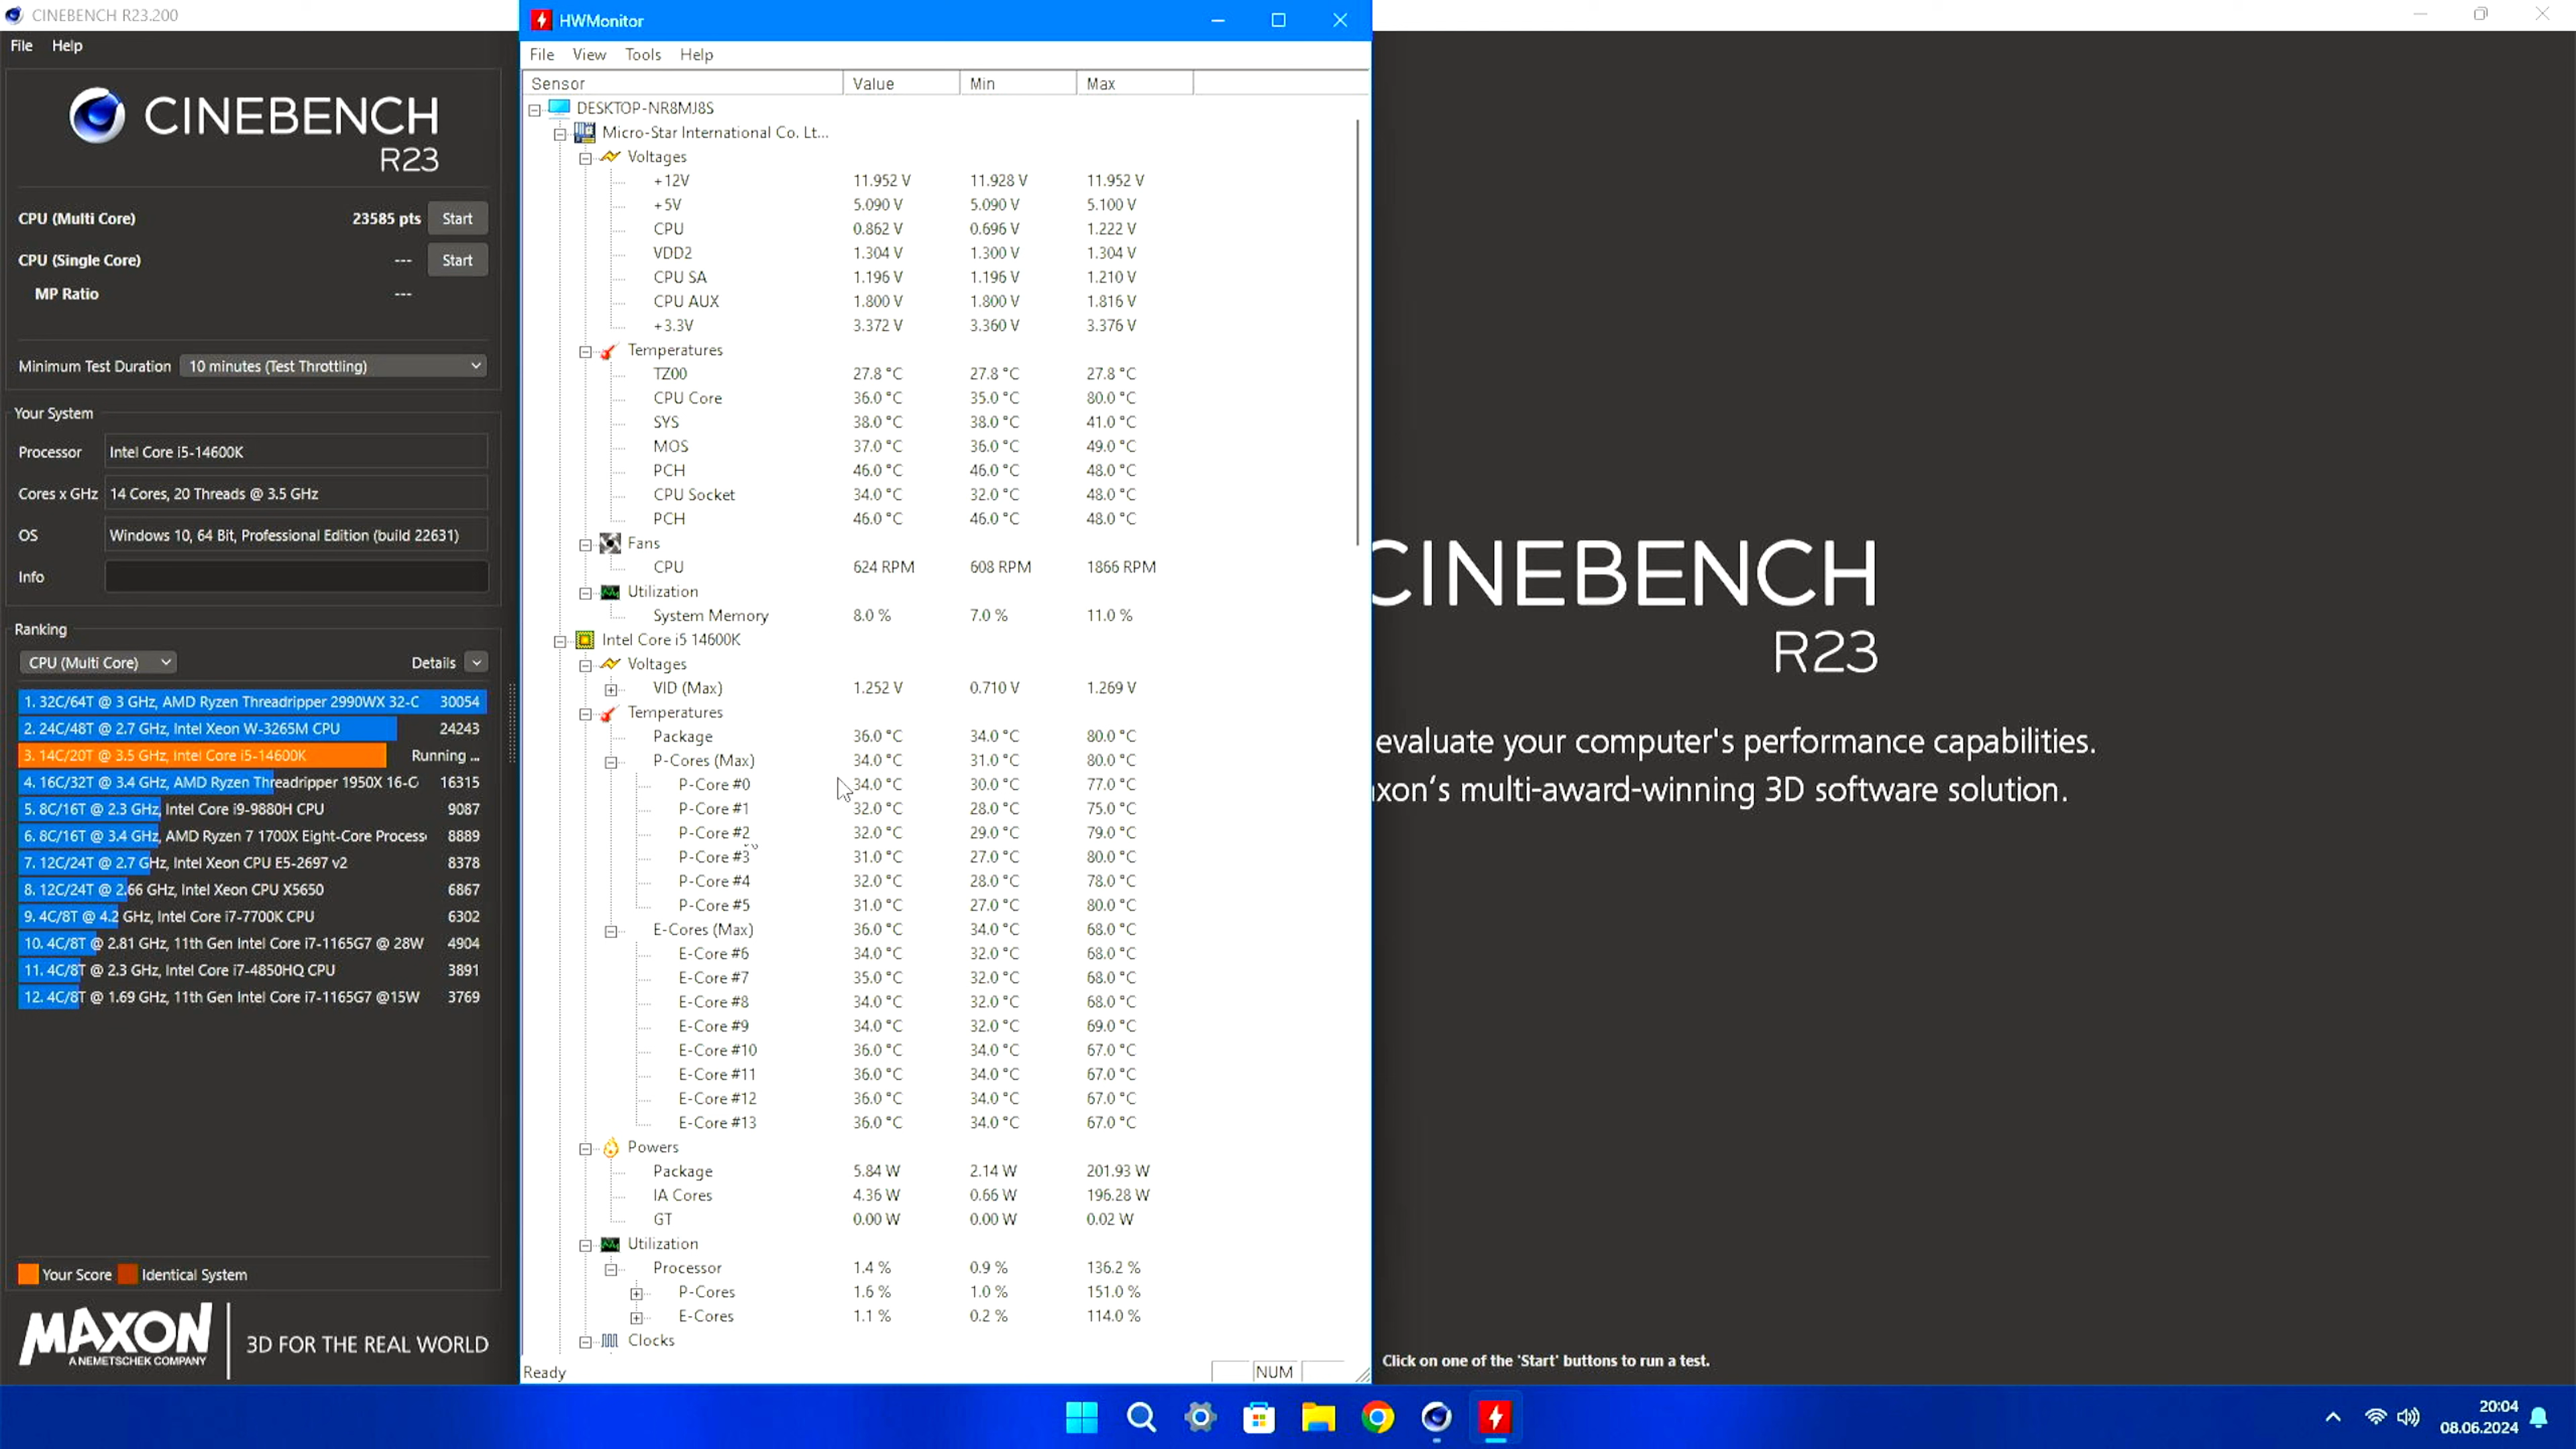 CINEBENCH R23.200
File Help
CINEBENCH
R23
CPU (Multi Core) 23585 pts Start
CPU (Single Core) --- Start
MP Ratio ---
Minimum Test Duration 10 minutes (Test Throttling)
Your System
Processor Intel Core i5-14600K
Cores x GHz 14 Cores, 20 Threads @ 3.5 GHz
OS Windows 10, 64 Bit, Professional Edition (build 22631)
Info
Ranking
CPU (Multi Core) Details
1. 32C/64T @ 3 GHz, AMD Ryzen Threadripper 2990WX 32-C 30054
2. 24C/48T @ 2.7 GHz, Intel Xeon W-3265M CPU 24243
3. 14C/20T @ 3.5 GHz, Intel Core i5-14600K Running ...
4. 16C/32T @ 3.4 GHz, AMD Ryzen Threadripper 1950X 16-C 16315
5. 8C/16T @ 2.3 GHz, Intel Core i9-9880H CPU 9087
6. 8C/16T @ 3.4 GHz, AMD Ryzen 7 1700X Eight-Core Process 8889
7. 12C/24T @ 2.7 GHz, Intel Xeon CPU E5-2697 v2 8378
8. 12C/24T @ 2.66 GHz, Intel Xeon CPU X5650 6867
9. 4C/8T @ 4.2 GHz, Intel Core i7-7700K CPU 6302
10. 4C/8T @ 2.81 GHz, 11th Gen Intel Core i7-1165G7 @ 28W 4904
11. 4C/8T @ 2.3 GHz, Intel Core i7-4850HQ CPU 3891
12. 4C/8T @ 1.69 GHz, 11th Gen Intel Core i7-1165G7 @15W 3769
Your Score Identical System
MAXON
A NEMETSCHEK COMPANY
3D FOR THE REAL WORLD
HWMonitor
File View Tools Help
Sensor Value Min Max
DESKTOP-NR8MJ8S
Micro-Star International Co. Lt...
Voltages
+12V 11.952 V 11.928 V 11.952 V
+5V 5.090 V 5.090 V 5.100 V
CPU 0.862 V 0.696 V 1.222 V
VDD2 1.304 V 1.300 V 1.304 V
CPU SA 1.196 V 1.196 V 1.210 V
CPU AUX 1.800 V 1.800 V 1.816 V
+3.3V 3.372 V 3.360 V 3.376 V
Temperatures
TZ00 27.8 °C 27.8 °C 27.8 °C
CPU Core 36.0 °C 35.0 °C 80.0 °C
SYS 38.0 °C 38.0 °C 41.0 °C
MOS 37.0 °C 36.0 °C 49.0 °C
PCH 46.0 °C 46.0 °C 48.0 °C
CPU Socket 34.0 °C 32.0 °C 48.0 °C
PCH 46.0 °C 46.0 °C 48.0 °C
Fans
CPU 624 RPM 608 RPM 1866 RPM
Utilization
System Memory 8.0 % 7.0 % 11.0 %
Intel Core i5 14600K
Voltages
VID (Max) 1.252 V 0.710 V 1.269 V
Temperatures
Package 36.0 °C 34.0 °C 80.0 °C
P-Cores (Max) 34.0 °C 31.0 °C 80.0 °C
P-Core #0 34.0 °C 30.0 °C 77.0 °C
P-Core #1 32.0 °C 28.0 °C 75.0 °C
P-Core #2 32.0 °C 29.0 °C 79.0 °C
P-Core #3 31.0 °C 27.0 °C 80.0 °C
P-Core #4 32.0 °C 28.0 °C 78.0 °C
P-Core #5 31.0 °C 27.0 °C 80.0 °C
E-Cores (Max) 36.0 °C 34.0 °C 68.0 °C
E-Core #6 34.0 °C 32.0 °C 68.0 °C
E-Core #7 35.0 °C 32.0 °C 68.0 °C
E-Core #8 34.0 °C 32.0 °C 68.0 °C
E-Core #9 34.0 °C 32.0 °C 69.0 °C
E-Core #10 36.0 °C 34.0 °C 67.0 °C
E-Core #11 36.0 °C 34.0 °C 67.0 °C
E-Core #12 36.0 °C 34.0 °C 67.0 °C
E-Core #13 36.0 °C 34.0 °C 67.0 °C
Powers
Package 5.84 W 2.14 W 201.93 W
IA Cores 4.36 W 0.66 W 196.28 W
GT 0.00 W 0.00 W 0.02 W
Utilization
Processor 1.4 % 0.9 % 136.2 %
P-Cores 1.6 % 1.0 % 151.0 %
E-Cores 1.1 % 0.2 % 114.0 %
Clocks
Ready NUM
CINEBENCH
R23
evaluate your computer's performance capabilities.
xon's multi-award-winning 3D software solution.
Click on one of the 'Start' buttons to run a test.
20:04
08.06.2024